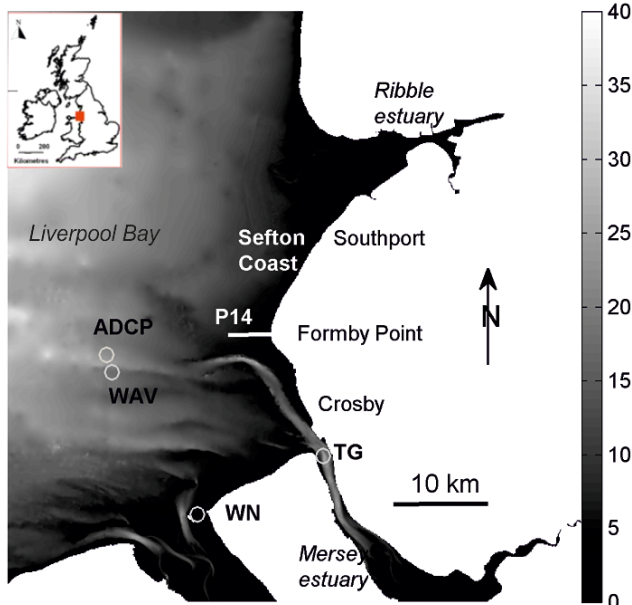 N
0 200
Kilometres
Ribble
estuary
Liverpool Bay
Sefton
Coast
Southport
P14
Formby Point
N
ADCP
WAV
Crosby
TG
10 km
WN
Mersey
estuary
40
35
30
25
20
15
10
5
0